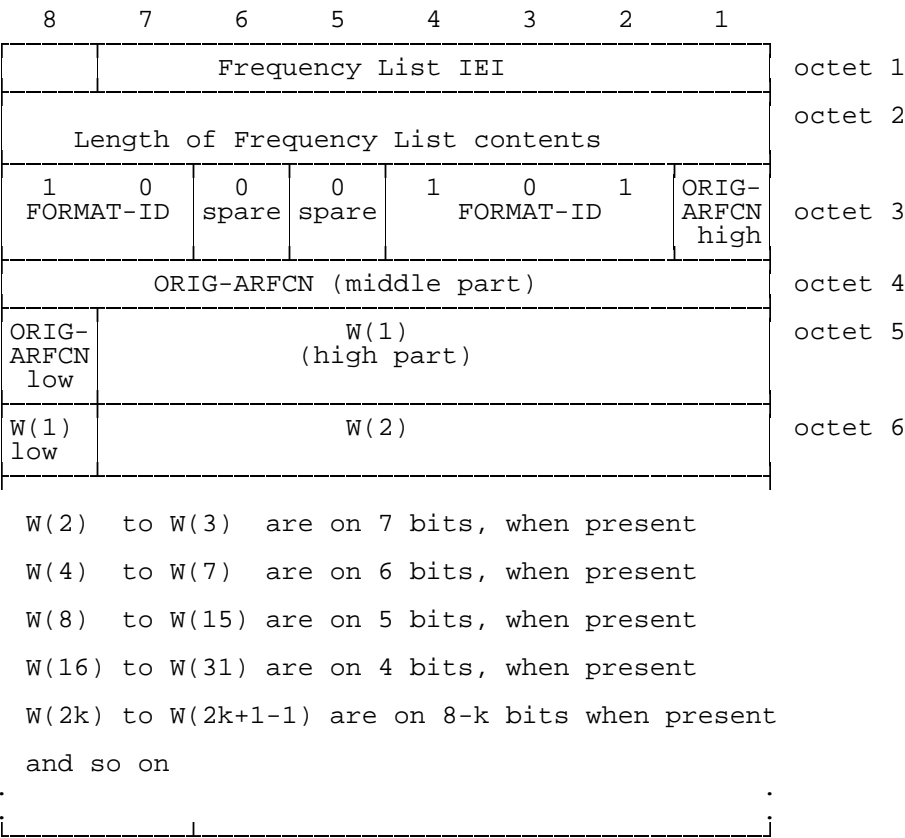 8 7 6 5 4 3 2 1
Frequency List IEI octet 1
octet 2
Length of Frequency List contents
1 0 0 0 1 0 1 ORIG-
FORMAT-ID spare spare FORMAT-ID ARFCN octet 3
high
ORIG-ARFCN (middle part) octet 4
ORIG- W(1) octet 5
ARFCN (high part)
low
W(1) W(2) octet 6
low
W(2) to W(3) are on 7 bits, when present
W(4) to W(7) are on 6 bits, when present
W(8) to W(15) are on 5 bits, when present
W(16) to W(31) are on 4 bits, when present
W(2k) to W(2k+1-1) are on 8-k bits when present
and so on
. .
. .